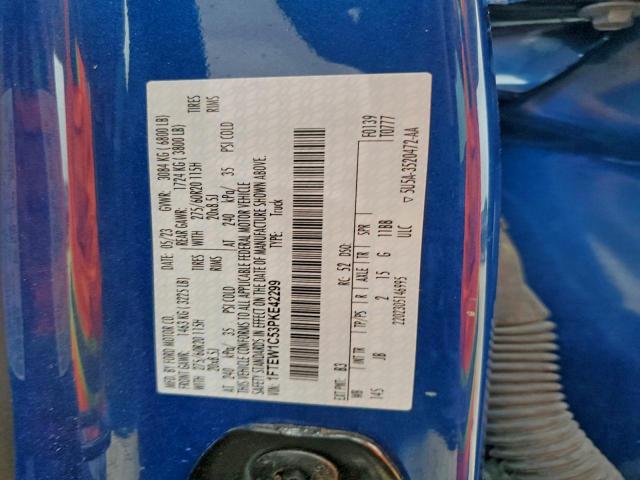 MFD. BY FORD MOTOR CO.
DATE: 05/23 GVWR: 3084 KG ( 6800 LB)
FRONT GAWR: 1463 KG ( 3225 LB) REAR GAWR: 1724 KG ( 3800 LB)
WITH 275/60R20 115H TIRES WITH 275/60R20 115H TIRES
20x8.5J RIMS 20x8.5J RIMS
AT 240 kPa/ 35 PSI COLD AT 240 kPa/ 35 PSI COLD
THIS VEHICLE CONFORMS TO ALL APPLICABLE FEDERAL MOTOR VEHICLE
SAFETY STANDARDS IN EFFECT ON THE DATE OF MANUFACTURE SHOWN ABOVE.
VIN: 1FTEW1C53PKE42299 TYPE: Truck
F0139
T0777
EXT PNT: B3 RC: 52 DSO:
WB INT TR TP/PS R AXLE TR SPR
145 JB 2 15 G 11BB
ULC
2202305146995
5U5A-3520472-AA